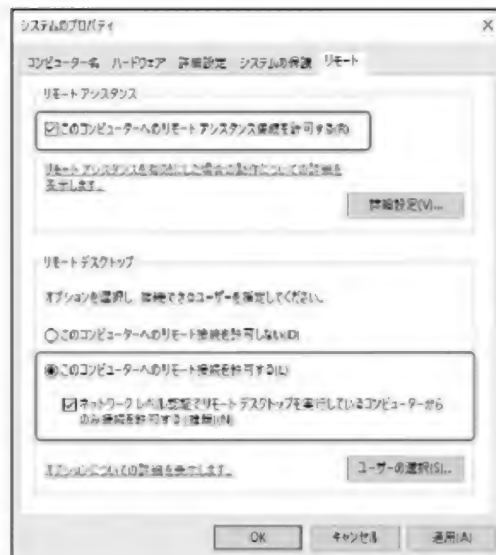 システムのプロパティ
コンピューター名 ハードウェア 詳細設定 システムの保護 リモート
リモート アシスタンス
このコンピューターへのリモート アシスタンス接続を許可する(R)
リモート アシスタンスを有効にした場合の動作についての詳細を
表示します。
詳細設定(V)...
リモート デスクトップ
オプションを選択し、接続できるユーザーを指定してください。
このコンピューターへのリモート接続を許可しない(D)
このコンピューターへのリモート接続を許可する(L)
ネットワーク レベル認証でリモート デスクトップを実行しているコンピューターから
のみ接続を許可する (推奨)(N)
オプションについての詳細を表示します。
ユーザーの選択(S)...
OK キャンセル 適用(A)